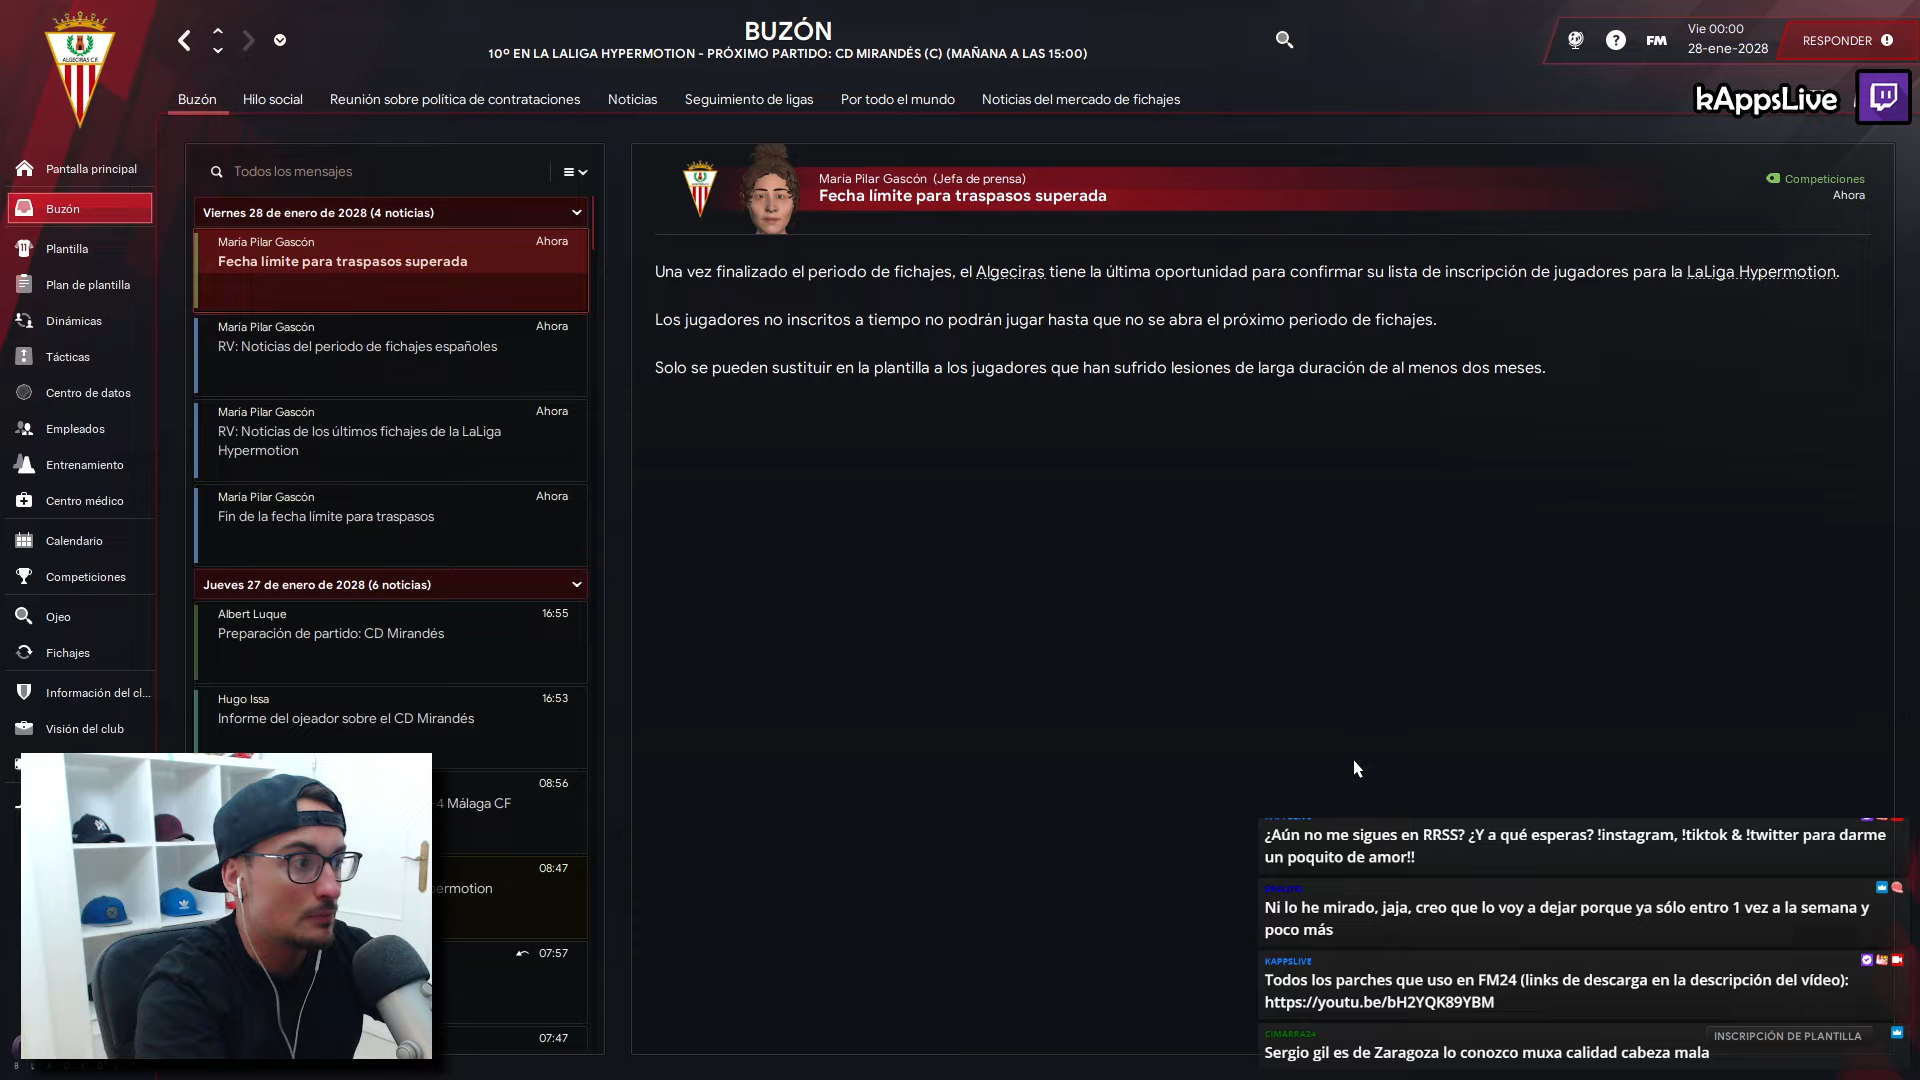 BUZÓN
10º EN LA LALIGA HYPERMOTION - PRÓXIMO PARTIDO: CD MIRANDÉS (C) (MAÑANA A LAS 15:00)
FM
Vie 00:00
28-ene-2028
RESPONDER
ALGECIRAS C.F.
Buzón
Hilo social
Reunión sobre política de contrataciones
Noticias
Seguimiento de ligas
Por todo el mundo
Noticias del mercado de fichajes
kAppsLive
Pantalla principal
Buzón
Plantilla
Plan de plantilla
Dinámicas
Tácticas
Centro de datos
Empleados
Entrenamiento
Centro médico
Calendario
Competiciones
Ojeo
Fichajes
Información del cl...
Visión del club
Todos los mensajes
Viernes 28 de enero de 2028 (4 noticias)
María Pilar Gascón
Ahora
Fecha límite para traspasos superada
María Pilar Gascón
Ahora
RV: Noticias del periodo de fichajes españoles
María Pilar Gascón
Ahora
RV: Noticias de los últimos fichajes de la LaLiga
Hypermotion
María Pilar Gascón
Ahora
Fin de la fecha límite para traspasos
Jueves 27 de enero de 2028 (6 noticias)
Albert Luque
16:55
Preparación de partido: CD Mirandés
Hugo Issa
16:53
Informe del ojeador sobre el CD Mirandés
08:56
4 Málaga CF
08:47
ermotion
07:57
07:47
María Pilar Gascón (Jefa de prensa)
Fecha límite para traspasos superada
Competiciones
Ahora
Una vez finalizado el periodo de fichajes, el Algeciras tiene la última oportunidad para confirmar su lista de inscripción de jugadores para la LaLiga Hypermotion.
Los jugadores no inscritos a tiempo no podrán jugar hasta que no se abra el próximo periodo de fichajes.
Solo se pueden sustituir en la plantilla a los jugadores que han sufrido lesiones de larga duración de al menos dos meses.
¿Aún no me sigues en RRSS? ¿Y a qué esperas? !instagram, !tiktok & !twitter para darme
un poquito de amor!!
Ni lo he mirado, jaja, creo que lo voy a dejar porque ya sólo entro 1 vez a la semana y
poco más
KAPPSLIVE
Todos los parches que uso en FM24 (links de descarga en la descripción del vídeo):
https://youtu.be/bH2YQK89YBM
CIMARRA24
INSCRIPCIÓN DE PLANTILLA
Sergio gil es de Zaragoza lo conozco muxa calidad cabeza mala